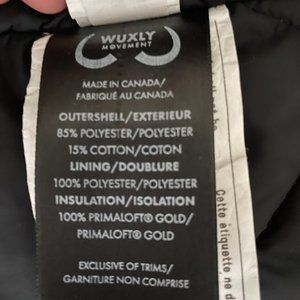 WUXLY
MOVEMENT
MADE IN CANADA/
FABRIQUÉ AU CANADA
OUTERSHELL/EXTERIEUR
85% POLYESTER/POLYESTER
15% COTTON/COTON
LINING/DOUBLURE
100% POLYESTER/POLYESTER
INSULATION/ISOLATION
100% PRIMALOFT® GOLD/
PRIMALOFT® GOLD
EXCLUSIVE OF TRIMS/
GARNITURE NON COMPRISE
Cette étiquette ne d